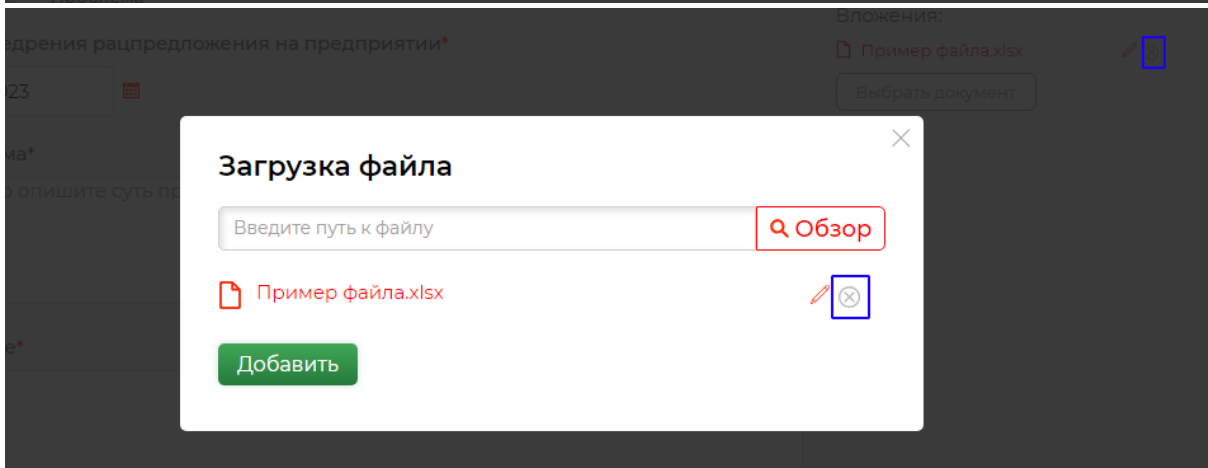 Вложения:
едрения рацпредложения на предприятии*
Пример файла.xlsx
023
Выбрать документ
ма*
о опишите суть пр
Загрузка файла
Введите путь к файлу
Обзор
Пример файла.xlsx
е*
Добавить